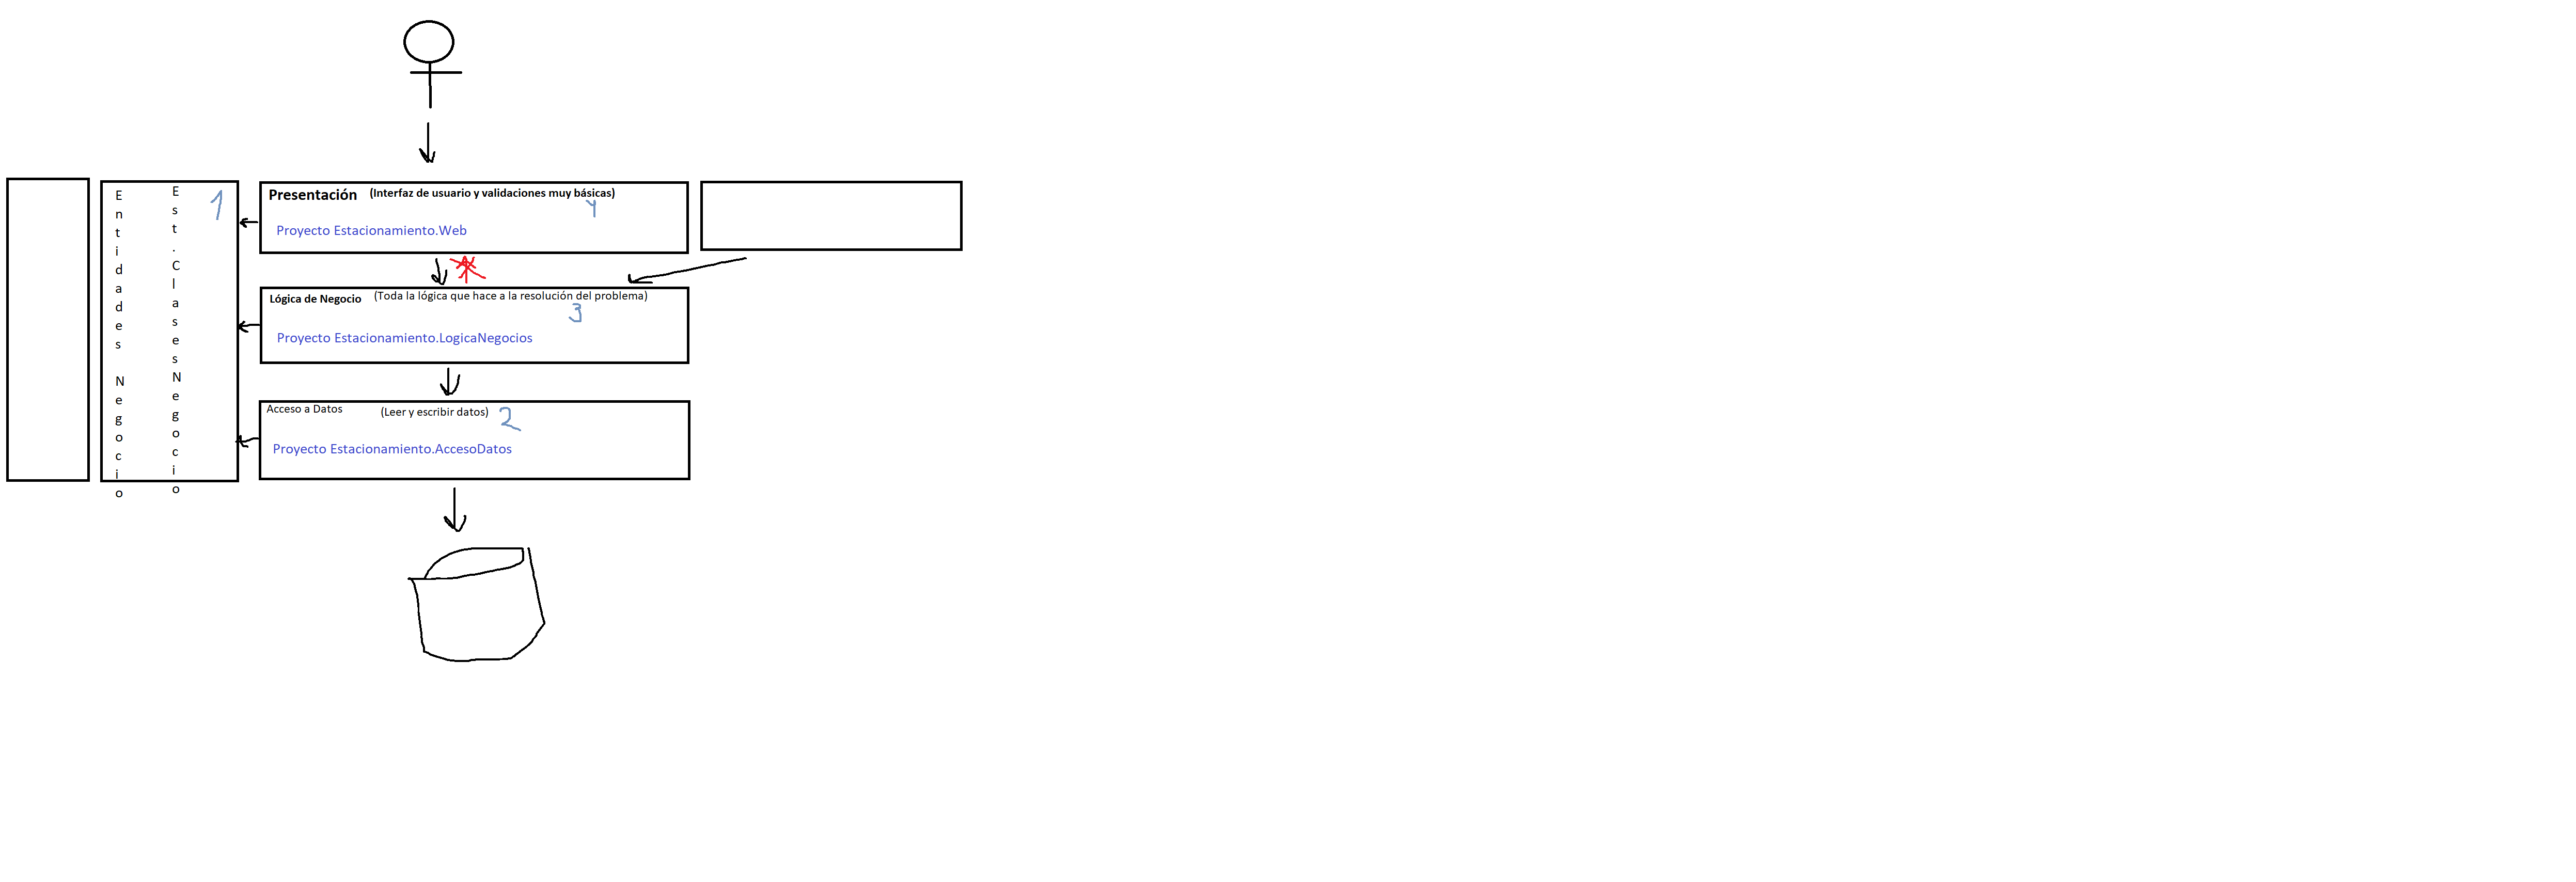 Entidades Negocio
Est.ClasesNegocio
1
Presentación (Interfaz de usuario y validaciones muy básicas)
4
Proyecto Estacionamiento.Web
Lógica de Negocio (Toda la lógica que hace a la resolución del problema)
3
Proyecto Estacionamiento.LogicaNegocios
Acceso a Datos (Leer y escribir datos) 2
Proyecto Estacionamiento.AccesoDatos